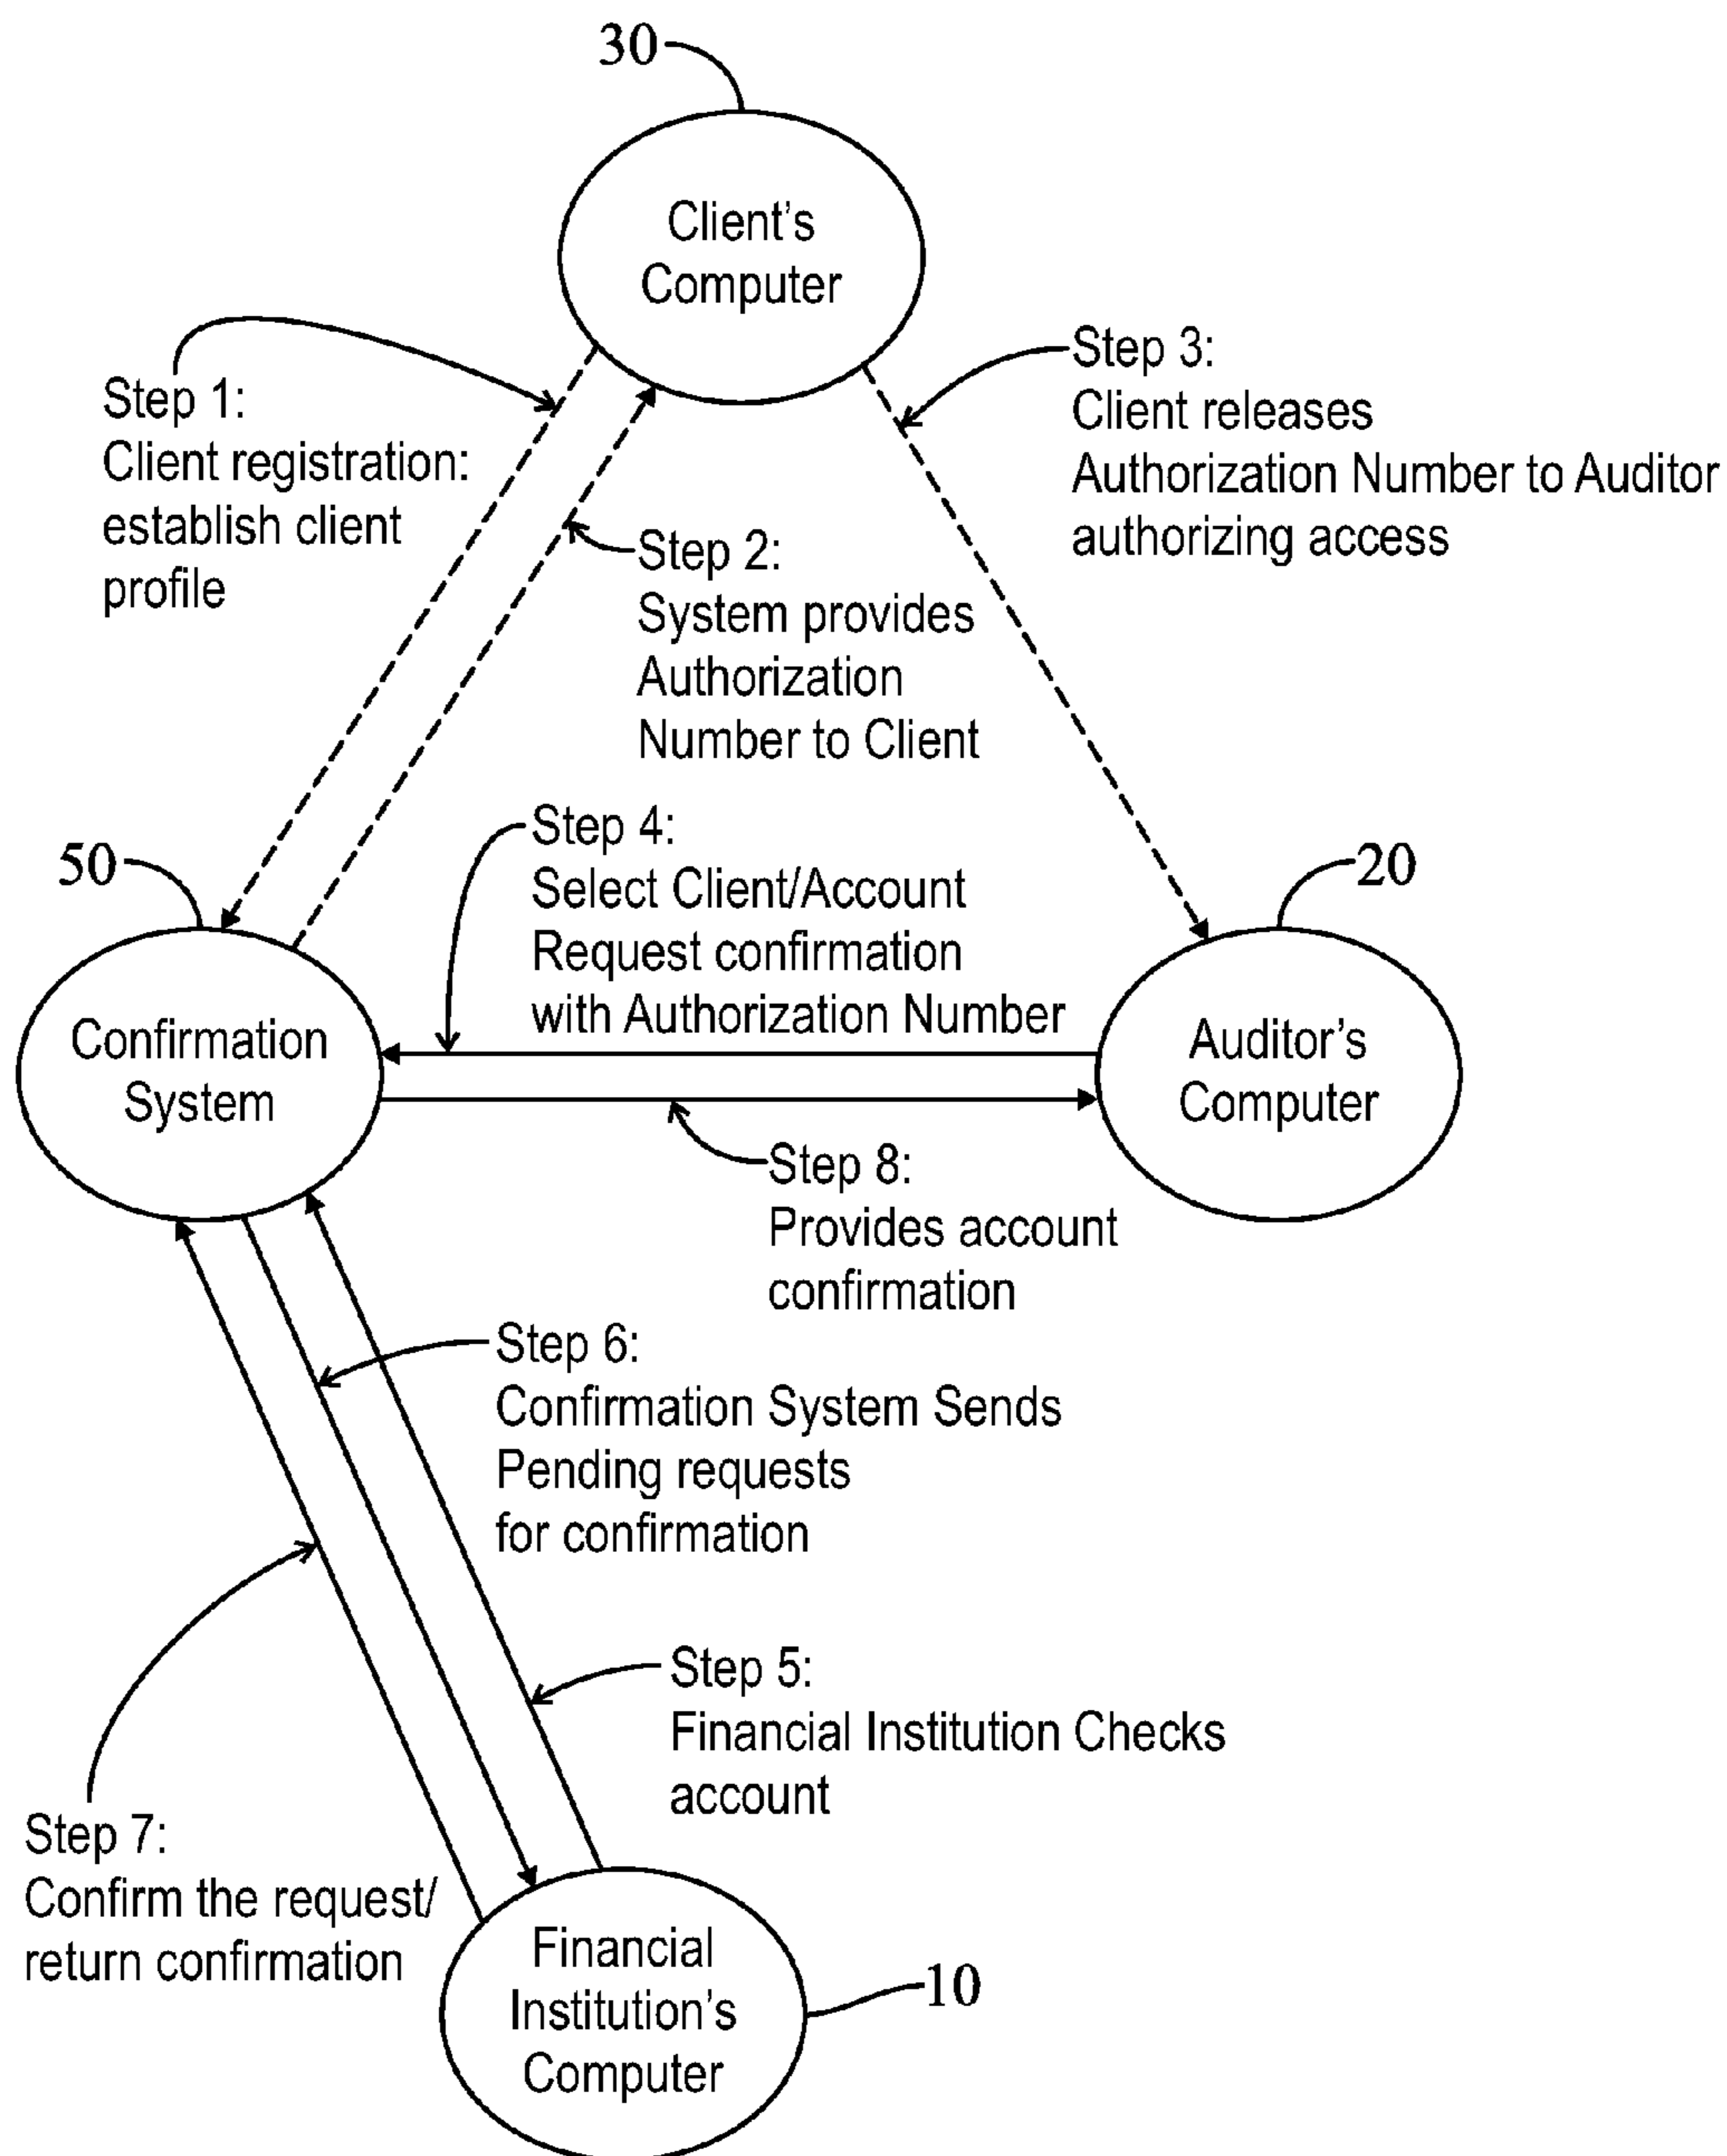 30
Client's
Computer
Step 1:
Client registration:
establish client
profile
Step 2:
System provides
Authorization
Number to Client
Step 3:
Client releases
Authorization Number to Auditor
authorizing access
Step 4:
Select Client/Account
Request confirmation
with Authorization Number
50
Confirmation
System
20
Auditor's
Computer
Step 8:
Provides account
confirmation
Step 6:
Confirmation System Sends
Pending requests
for confirmation
Step 5:
Financial Institution Checks
account
Step 7:
Confirm the request/
return confirmation
Financial
Institution's
Computer
10